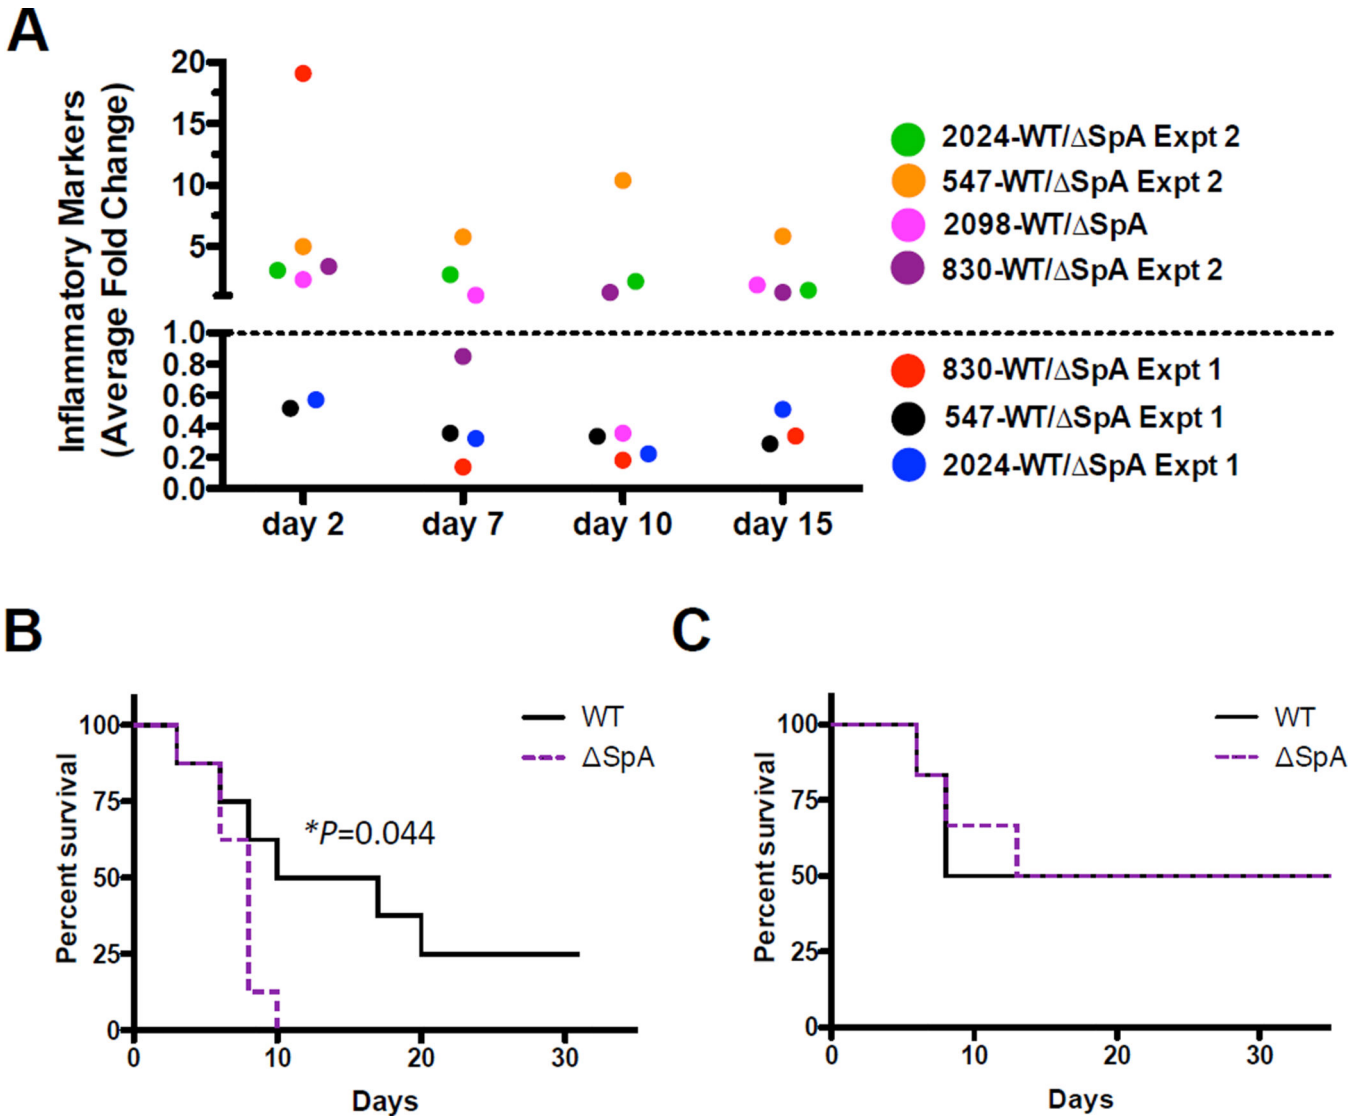 A
Inflammatory Markers
(Average Fold Change)
20
15
10
5
1.0
0.8
0.6
0.4
0.2
0.0
day 2 day 7 day 10 day 15
2024-WT/ΔSpA Expt 2
547-WT/ΔSpA Expt 2
2098-WT/ΔSpA
830-WT/ΔSpA Expt 2
830-WT/ΔSpA Expt 1
547-WT/ΔSpA Expt 1
2024-WT/ΔSpA Expt 1
B
Percent survival
100
75
50
25
0
0 10 20 30
Days
WT
ΔSpA
*P=0.044
C
Percent survival
100
75
50
25
0
0 10 20 30
Days
WT
ΔSpA